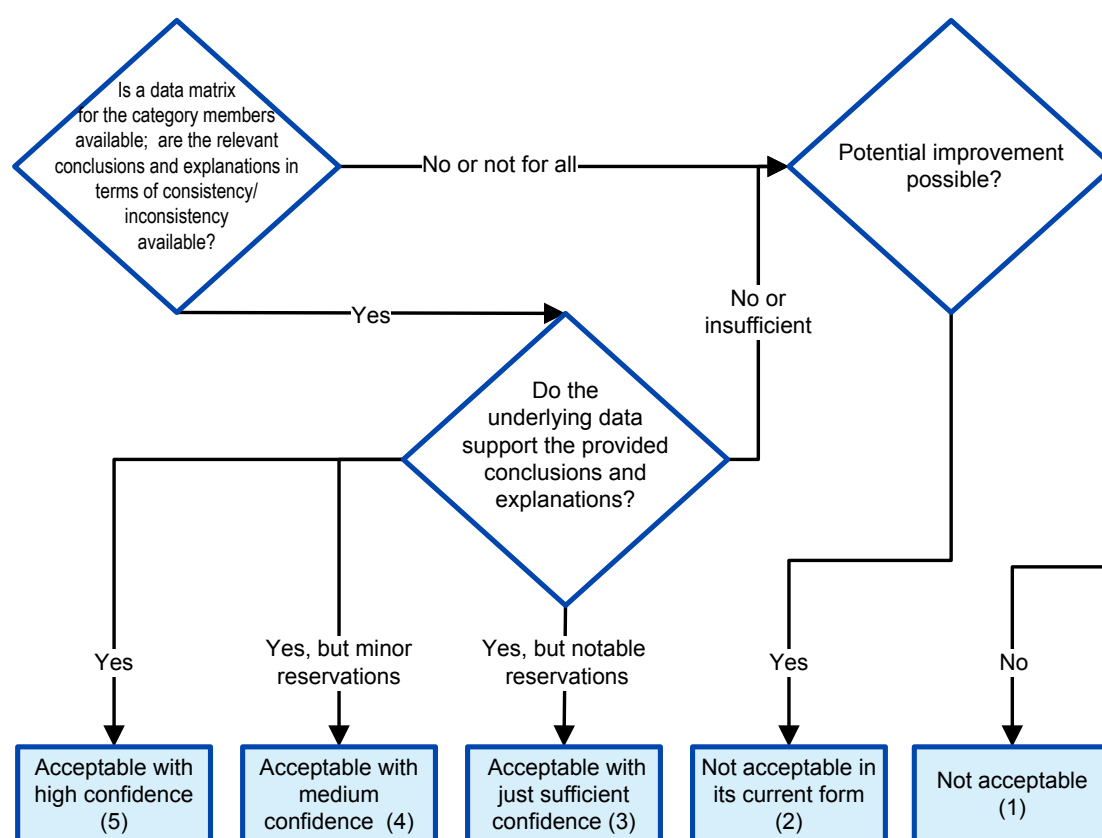 Is a data matrix
for the category members
available; are the relevant
conclusions and explanations in
terms of consistency/
inconsistency
available?
No or not for all
Potential improvement
possible?
Yes
No or
insufficient
Do the
underlying data
support the provided
conclusions and
explanations?
Yes
Yes, but minor
reservations
Yes, but notable
reservations
Yes
No
Acceptable with
high confidence
(5)
Acceptable with
medium
confidence (4)
Acceptable with
just sufficient
confidence (3)
Not acceptable in
its current form
(2)
Not acceptable
(1)